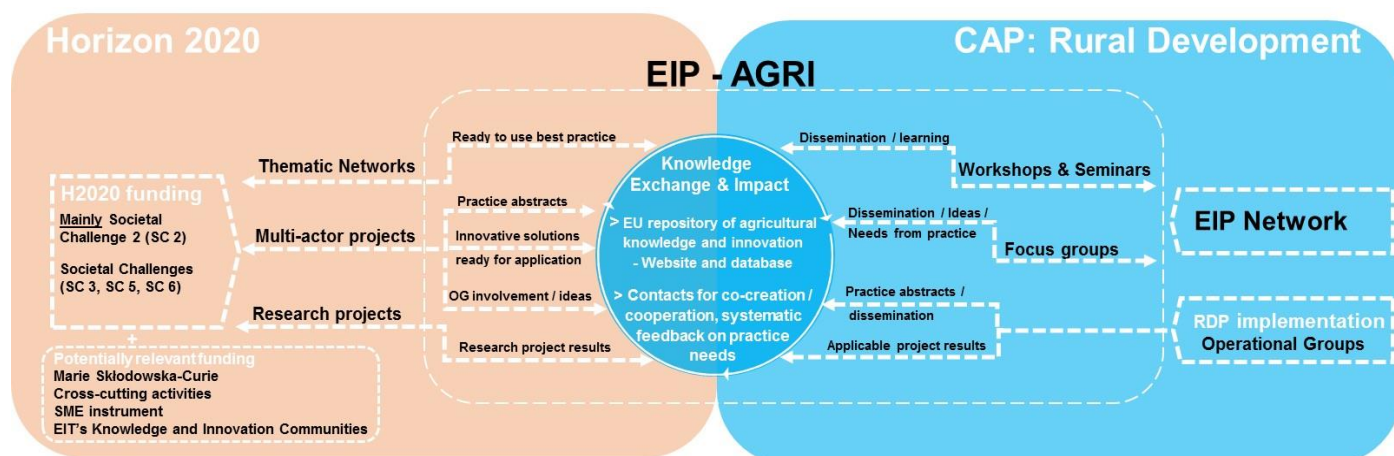 Horizon 2020
CAP: Rural Development
EIP - AGRI
Ready to use best practice
Thematic Networks
H2020 funding
Mainly Societal
Challenge 2 (SC 2)
Societal Challenges
(SC 3, SC 5, SC 6)
Practice abstracts
Multi-actor projects
Innovative solutions
ready for application
OG involvement / ideas
Research projects
Research project results
+
Potentially relevant funding
Marie Skłodowska-Curie
Cross-cutting activities
SME instrument
EIT's Knowledge and Innovation Communities
Knowledge
Exchange & Impact
> EU repository of agricultural
knowledge and innovation
- Website and database
> Contacts for co-creation /
cooperation, systematic
feedback on practice
needs
Dissemination / learning
Workshops & Seminars
Dissemination / Ideas /
Needs from practice
Focus groups
EIP Network
Practice abstracts /
dissemination
Applicable project results
RDP implementation
Operational Groups